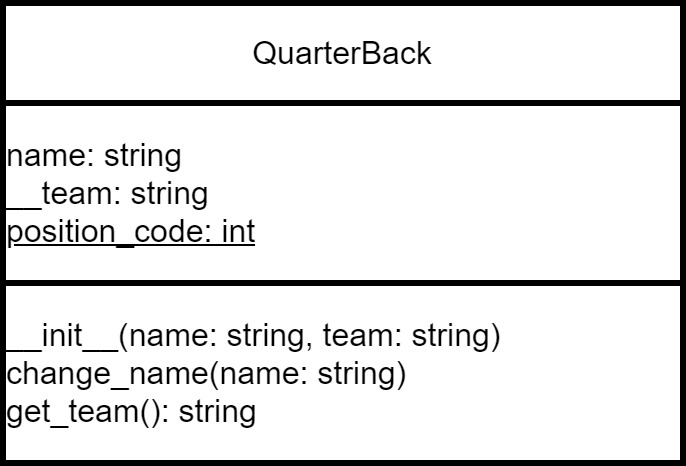 QuarterBack
name: string
__team: string
position_code: int
__init__(name: string, team: string)
change_name(name: string)
get_team(): string